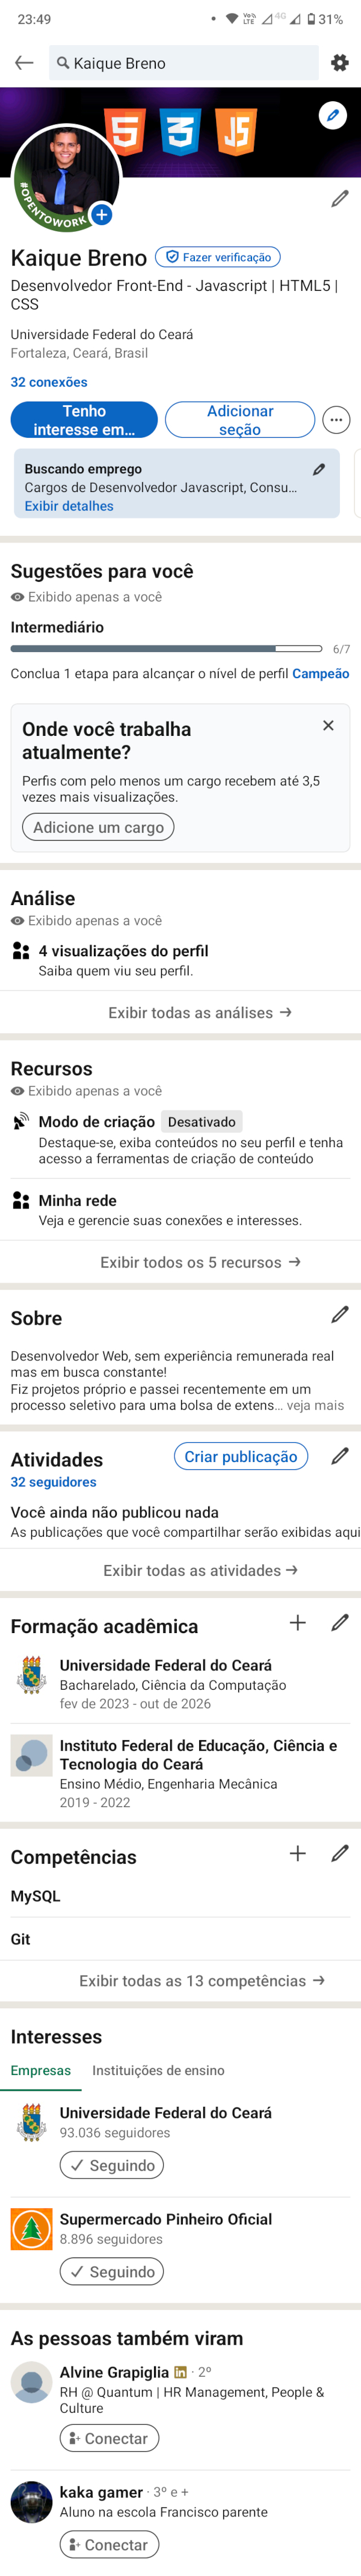 23:49
4G
31%
Kaique Breno
5 3 JS
#OPENTOWORK
Kaique Breno
Fazer verificação
Desenvolvedor Front-End - Javascript | HTML5 |
CSS
Universidade Federal do Ceará
Fortaleza, Ceará, Brasil
32 conexões
Tenho
interesse em...
Adicionar
seção
Buscando emprego
Cargos de Desenvolvedor Javascript, Consu...
Exibir detalhes
Sugestões para você
Exibido apenas a você
Intermediário
6/7
Conclua 1 etapa para alcançar o nível de perfil Campeão
Onde você trabalha
atualmente?
Perfis com pelo menos um cargo recebem até 3,5
vezes mais visualizações.
Adicione um cargo
Análise
Exibido apenas a você
4 visualizações do perfil
Saiba quem viu seu perfil.
Exibir todas as análises →
Recursos
Exibido apenas a você
Modo de criação Desativado
Destaque-se, exiba conteúdos no seu perfil e tenha
acesso a ferramentas de criação de conteúdo
Minha rede
Veja e gerencie suas conexões e interesses.
Exibir todos os 5 recursos →
Sobre
Desenvolvedor Web, sem experiência remunerada real
mas em busca constante!
Fiz projetos próprio e passei recentemente em um
processo seletivo para uma bolsa de extens... veja mais
Atividades
Criar publicação
32 seguidores
Você ainda não publicou nada
As publicações que você compartilhar serão exibidas aqui
Exibir todas as atividades →
Formação acadêmica
Universidade Federal do Ceará
Bacharelado, Ciência da Computação
fev de 2023 - out de 2026
Instituto Federal de Educação, Ciência e
Tecnologia do Ceará
Ensino Médio, Engenharia Mecânica
2019 - 2022
Competências
MySQL
Git
Exibir todas as 13 competências →
Interesses
Empresas Instituições de ensino
Universidade Federal do Ceará
93.036 seguidores
Seguindo
Supermercado Pinheiro Oficial
8.896 seguidores
Seguindo
As pessoas também viram
Alvine Grapiglia in · 2º
RH @ Quantum | HR Management, People &
Culture
Conectar
kaka gamer · 3º e +
Aluno na escola Francisco parente
Conectar